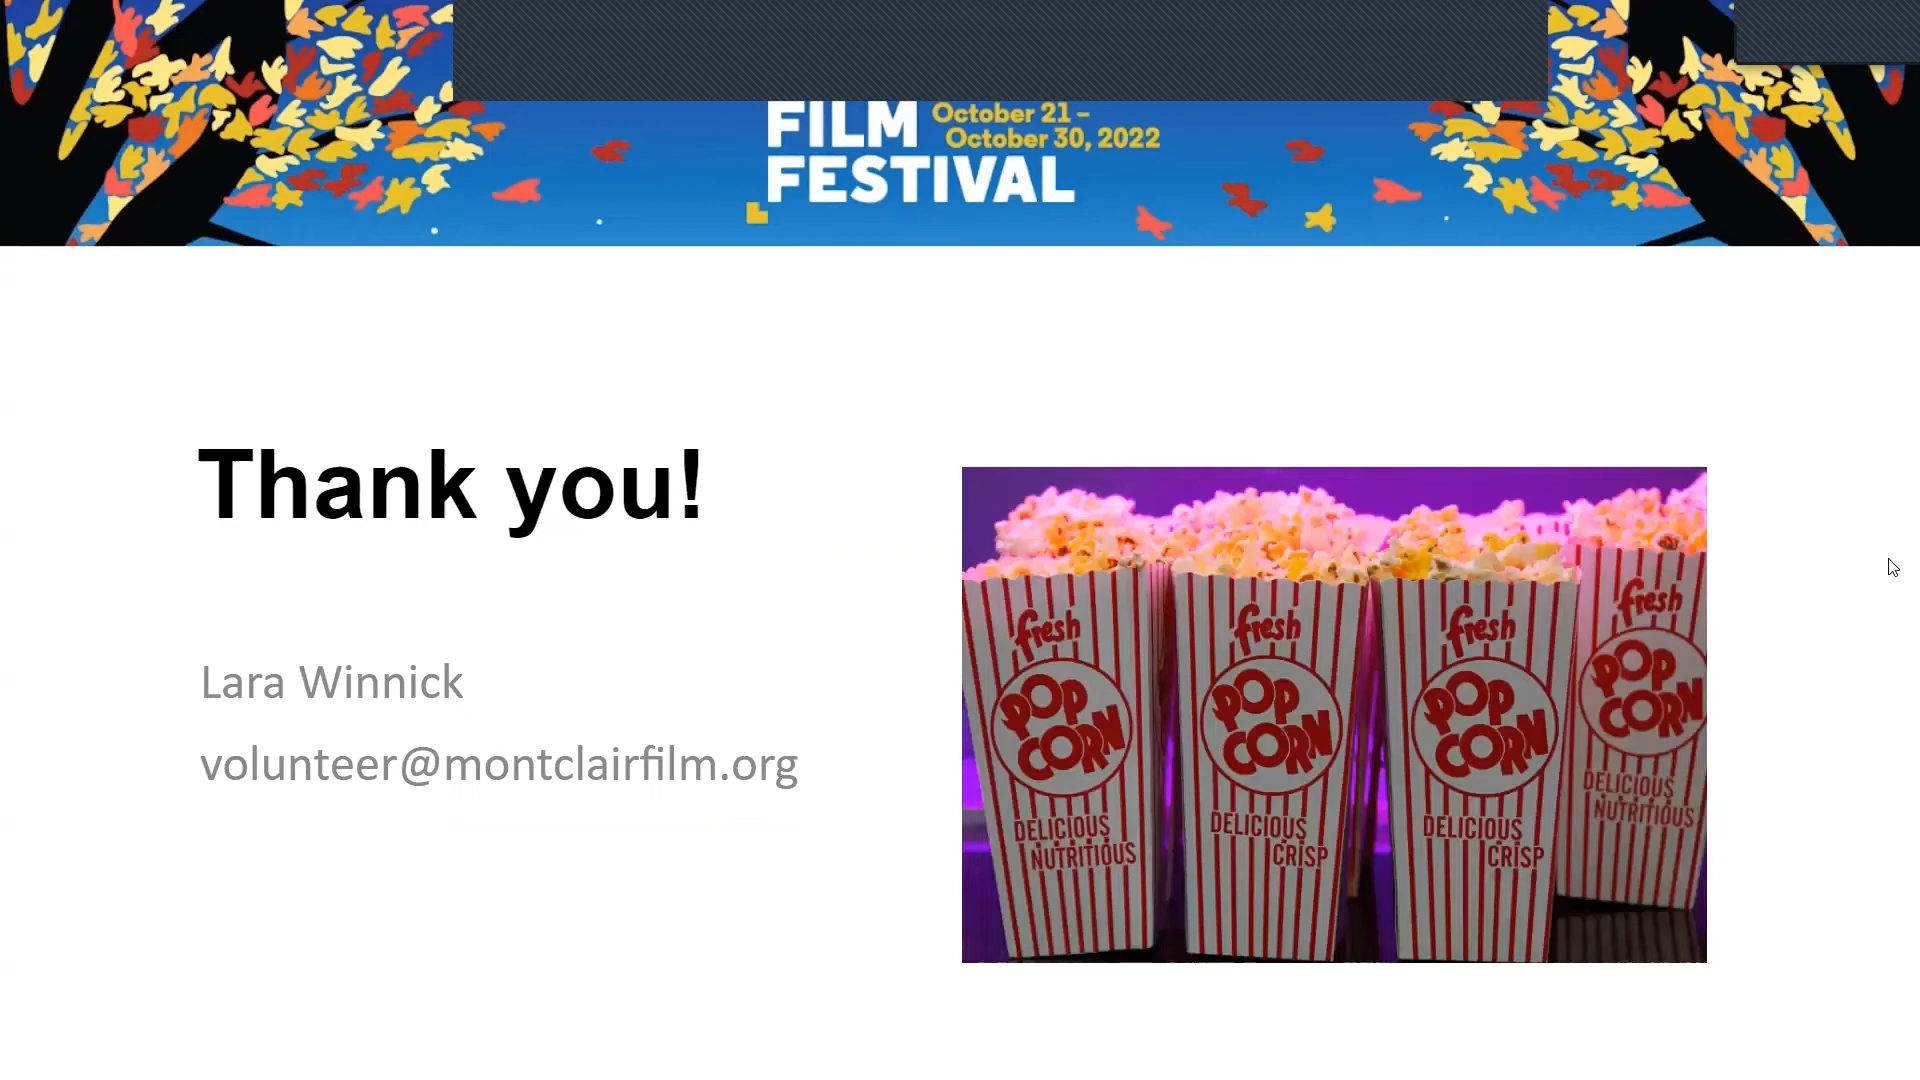 FILM
October 21 –
October 30, 2022
FESTIVAL
Thank you!
Lara Winnick
volunteer@montclairfilm.org
fresh
POP
CORN
DELICIOUS
NUTRITIOUS
fresh
POP
CORN
DELICIOUS
CRISP
fresh
POP
CORN
DELICIOUS
CRISP
fresh
POP
CORN
DELICIOUS
NUTRITIOUS